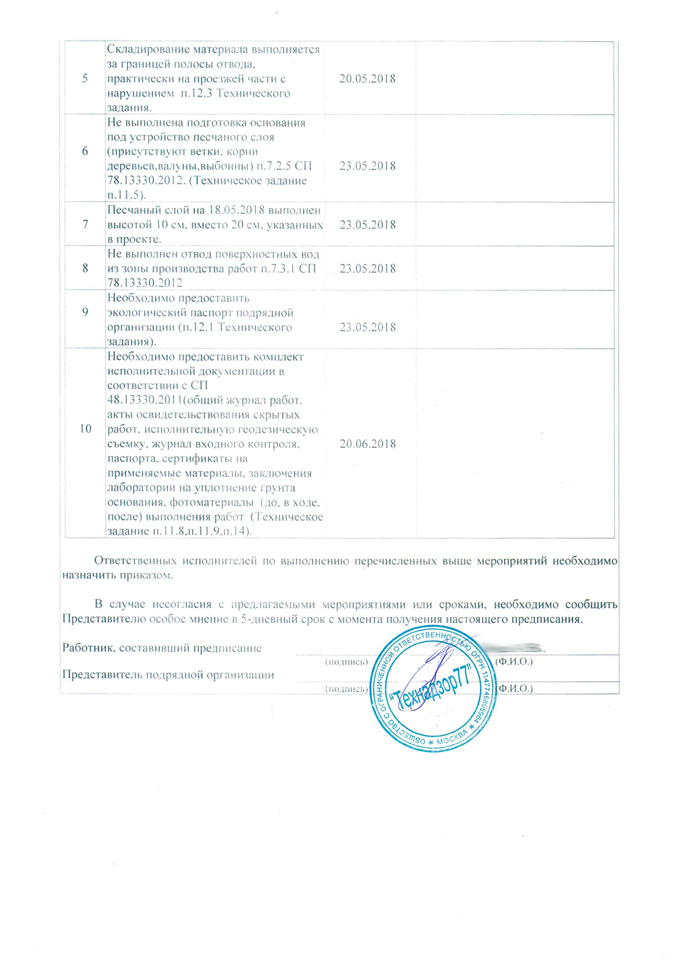 Складирование материала выполняется
за границей полосы отвода,
5 практически на проезжей части с 20.05.2018
нарушением п.12.3 Технического
задания.
Не выполнена подготовка основания
под устройство песчаного слоя
6 (присутствуют ветки, корни
деревьев,валуны,выбоины) п.7.2.5 СП 23.05.2018
78.13330.2012. (Техническое задание
п.11.5).
Песчаный слой на 18.05.2018 выполнен
7 высотой 10 см, вместо 20 см, указанных 23.05.2018
в проекте.
Не выполнен отвод поверхностных вод
8 из зоны производства работ п.7.3.1 СП 23.05.2018
78.13330.2012
Необходимо предоставить
9 экологический паспорт подрядной
организации (п.12.1 Технического 23.05.2018
задания).
Необходимо предоставить комплект
исполнительной документации в
соответствии с СП
48.13330.2011(общий журнал работ,
акты освидетельствования скрытых
10 работ, исполнительную геодезическую
съемку, журнал входного контроля, 20.06.2018
паспорта, сертификаты на
применяемые материалы, заключения
лаборатории на уплотнение грунта
основания, фотоматериалы (до, в ходе,
после) выполнения работ (Техническое
задание п.11.8,п.11.9,п.14).
Ответственных исполнителей по выполнению перечисленных выше мероприятий необходимо
назначить приказом.
В случае несогласия с предлагаемыми мероприятиями или сроками, необходимо сообщить
Представителю особое мнение в 5-дневный срок с момента получения настоящего предписания.
Работник, составивший предписание
(подпись) (Ф.И.О.)
Представитель подрядной организации
(подпись) (Ф.И.О.)
ОБЩЕСТВО С ОГРАНИЧЕННОЙ ОТВЕТСТВЕННОСТЬЮ ОГРН
"Технадзор77"
МОСКВА